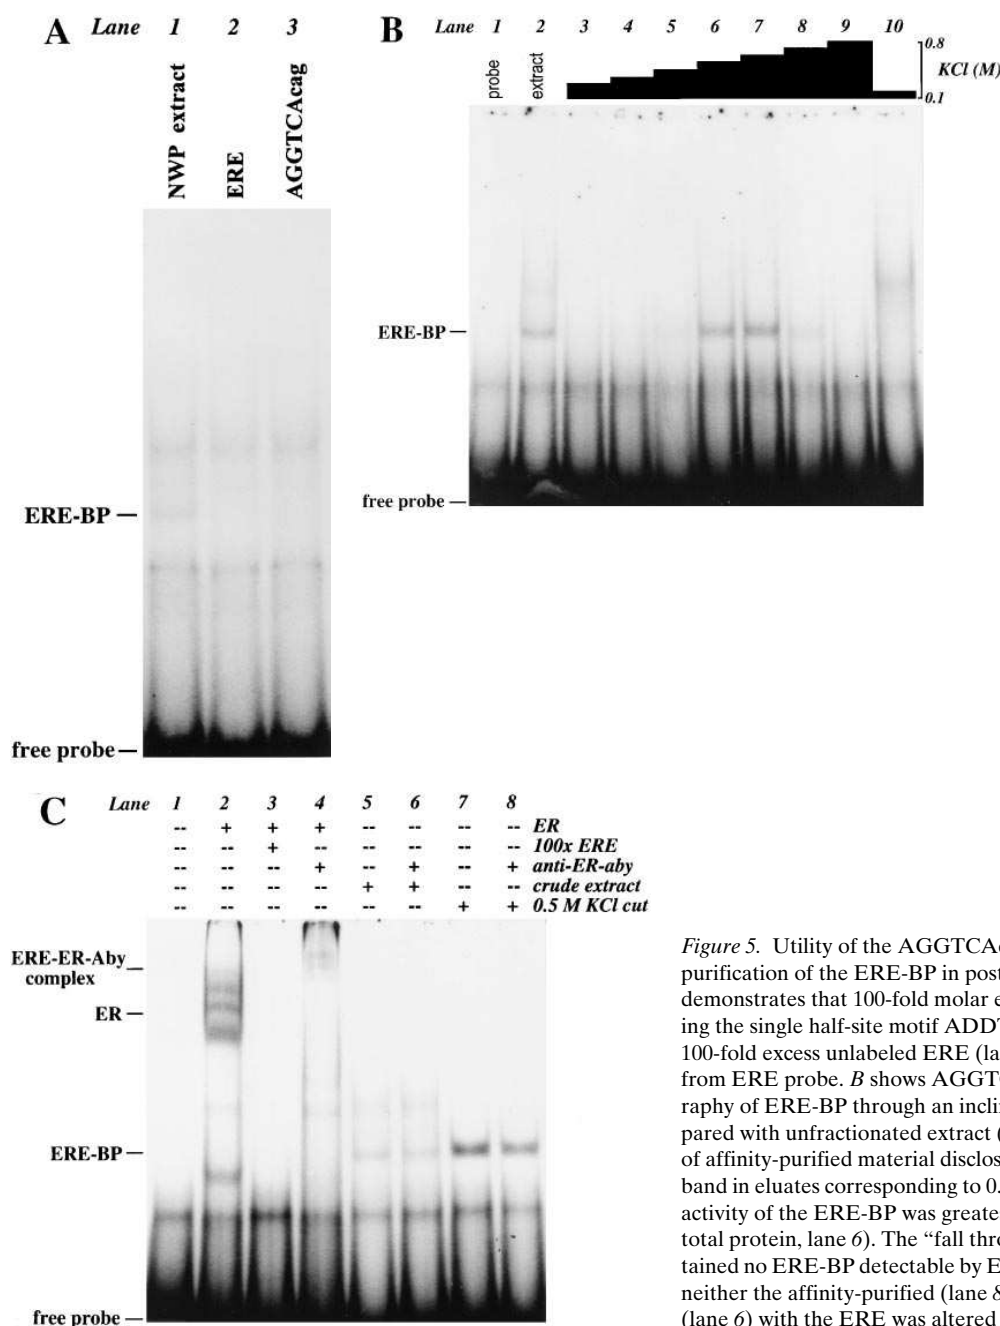 A Lane 1 2 3
NWP extract
ERE
AGGTCAcag
ERE-BP
free probe
B Lane 1 2 3 4 5 6 7 8 9 10
probe
extract
0.8
KCl (M)
0.1
ERE-BP
free probe
C Lane 1 2 3 4 5 6 7 8
-- + + + -- -- -- -- ER
-- -- + -- -- -- -- -- 100x ERE
-- -- -- + -- + -- + anti-ER-aby
-- -- -- -- + + -- -- crude extract
-- -- -- -- -- -- + + 0.5 M KCl cut
ERE-ER-Aby
complex
ER
ERE-BP
free probe
Figure 5. Utility of the AGGTCA
purification of the ERE-BP in post
demonstrates that 100-fold molar e
ing the single half-site motif ADDT
100-fold excess unlabeled ERE (la
from ERE probe. B shows AGGT
raphy of ERE-BP through an incli
pared with unfractionated extract (
of affinity-purified material disclos
band in eluates corresponding to 0.
activity of the ERE-BP was greate
total protein, lane 6). The “fall thro
tained no ERE-BP detectable by E
neither the affinity-purified (lane 8
(lane 6) with the ERE was altered